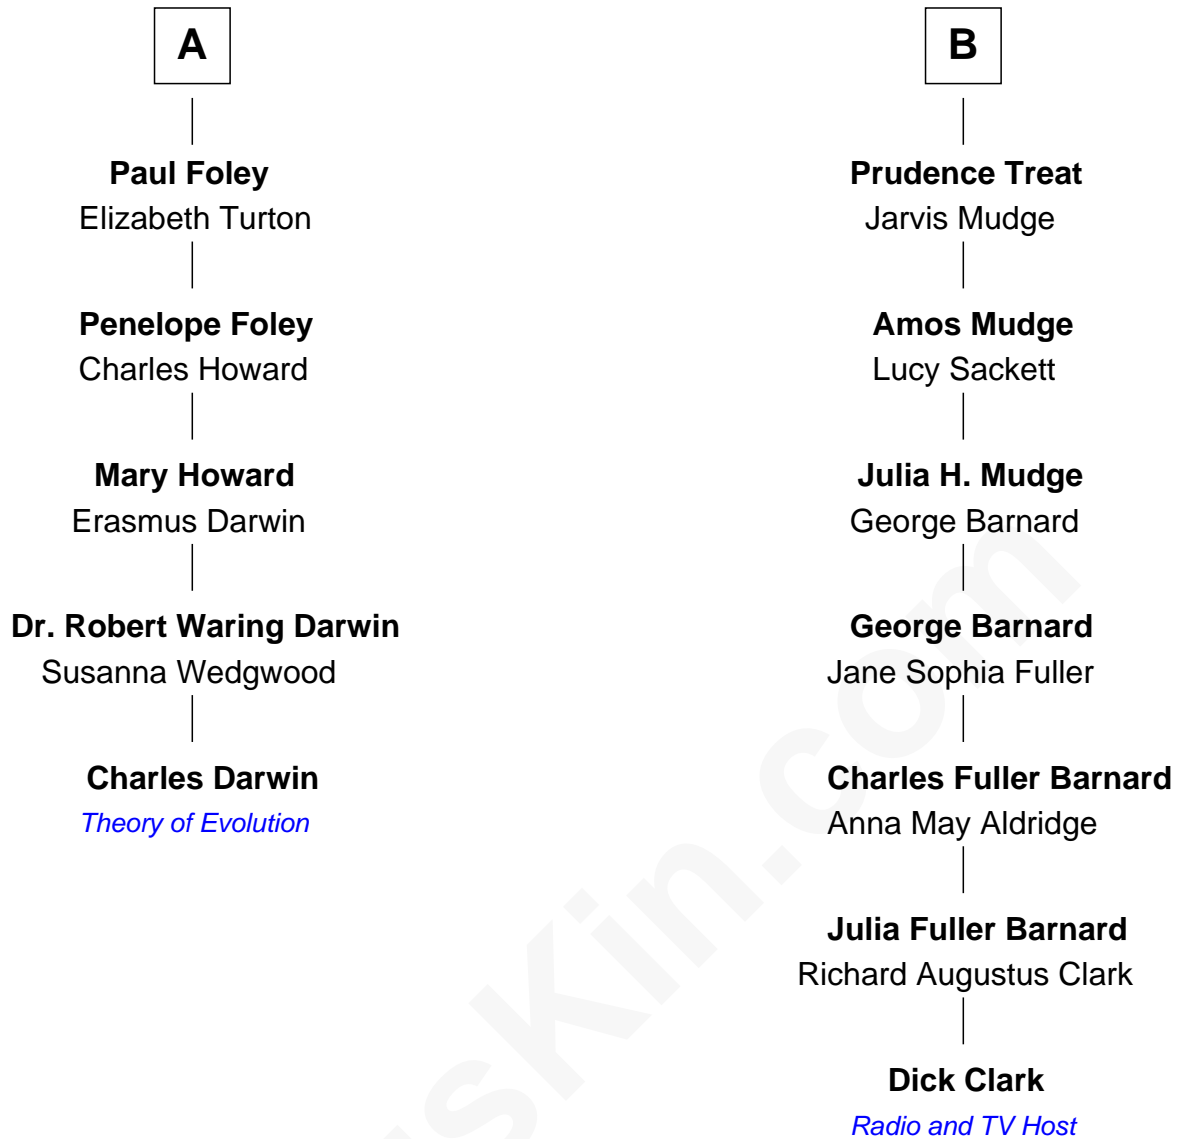 A
Paul Foley
Elizabeth Turton
Penelope Foley
Charles Howard
Mary Howard
Erasmus Darwin
Dr. Robert Waring Darwin
Susanna Wedgwood
Charles Darwin
Theory of Evolution
B
Prudence Treat
Jarvis Mudge
Amos Mudge
Lucy Sackett
Julia H. Mudge
George Barnard
George Barnard
Jane Sophia Fuller
Charles Fuller Barnard
Anna May Aldridge
Julia Fuller Barnard
Richard Augustus Clark
Dick Clark
Radio and TV Host
sKin.com